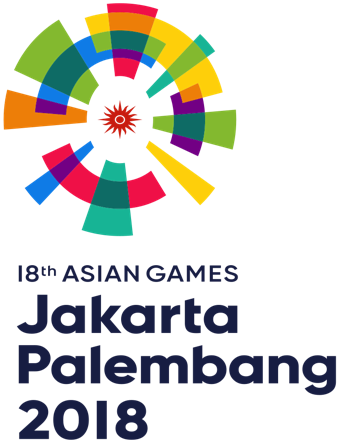 18th ASIAN GAMES
Jakarta
Palembang
2018